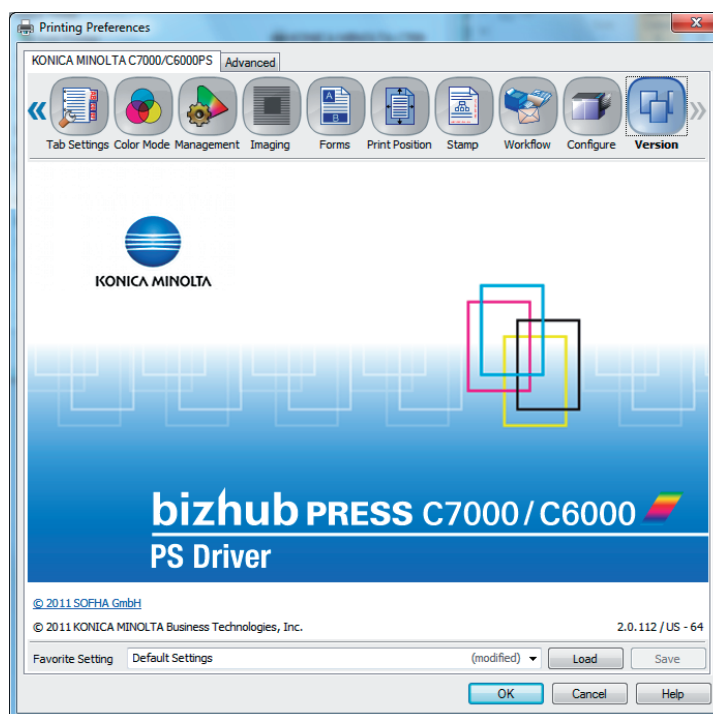 Printing Preferences
KONICA MINOLTA C7000/C6000PS Advanced
A
B
Tab Settings Color Mode Management Imaging Forms Print Position Stamp Workflow Configure Version
KONICA MINOLTA
bizhub PRESS C7000 / C6000
PS Driver
© 2011 SOFHA GmbH
© 2011 KONICA MINOLTA Business Technologies, Inc. 2.0.112 / US - 64
Favorite Setting Default Settings (modified) Load Save
OK Cancel Help